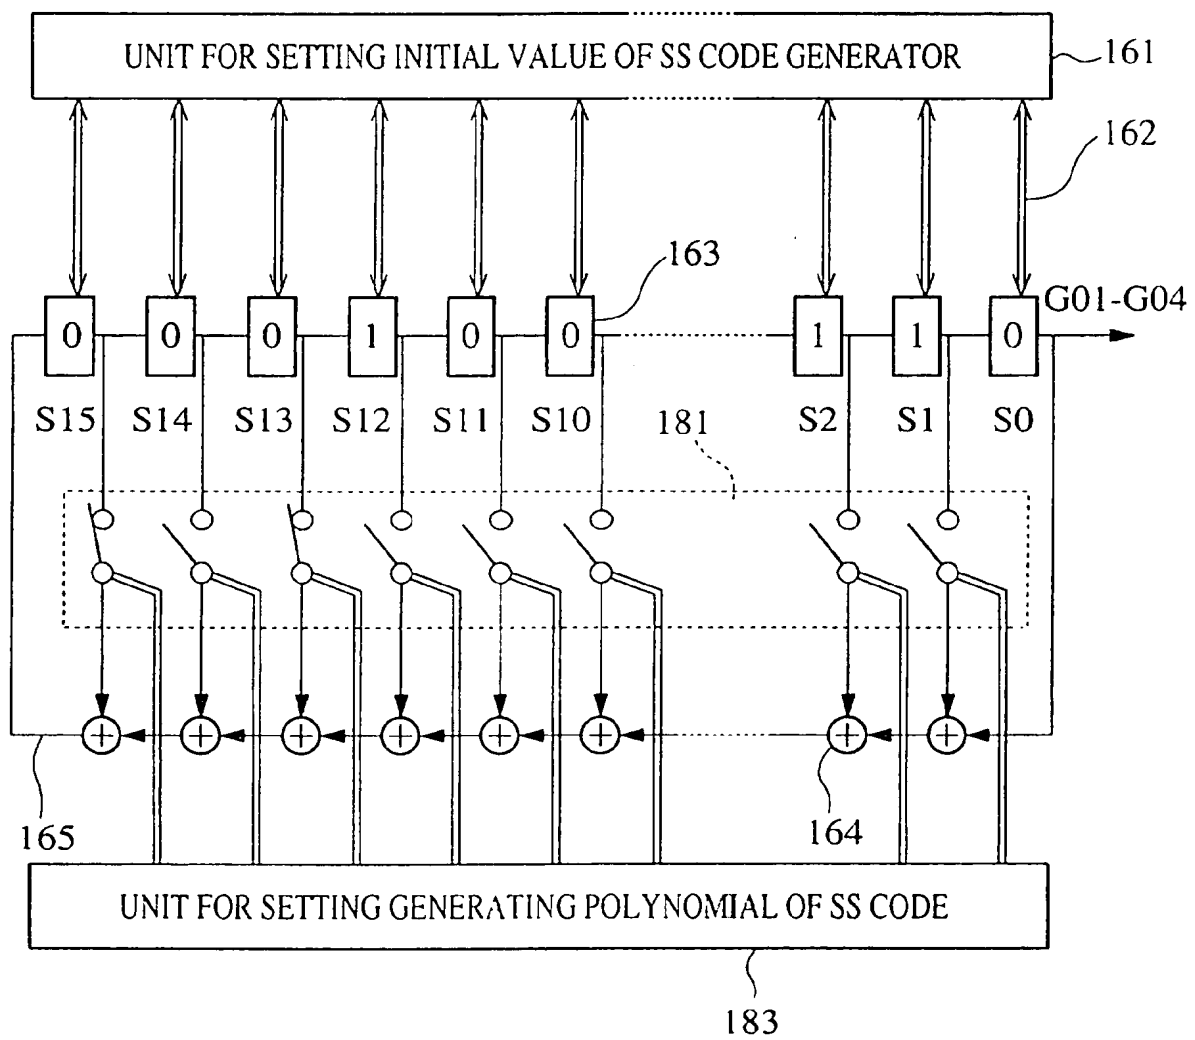 UNIT FOR SETTING INITIAL VALUE OF SS CODE GENERATOR
161
162
163
G01-G04
0 0 0 1 0 0 1 1 0
S15 S14 S13 S12 S11 S10 S2 S1 S0
181
165
164
UNIT FOR SETTING GENERATING POLYNOMIAL OF SS CODE
183